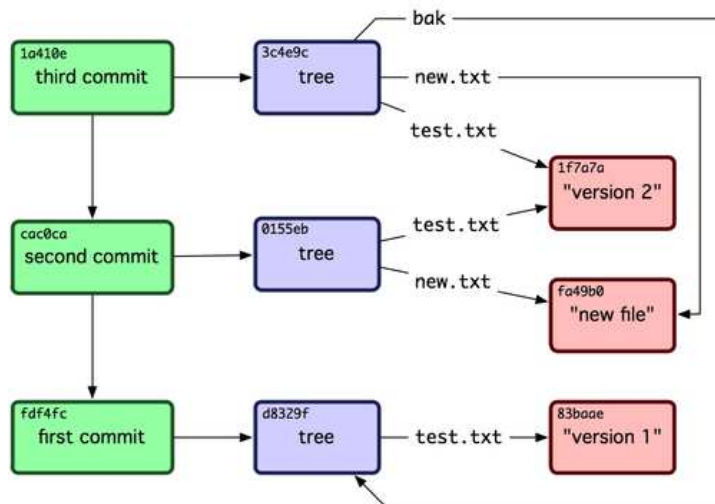 bak
1a410e
third commit
3c4e9c
tree
new.txt
test.txt
1f7a7a
"version 2"
cac0ca
second commit
0155eb
tree
test.txt
new.txt
fa49b0
"new file"
fdf4fc
first commit
d8329f
tree
test.txt
83baae
"version 1"